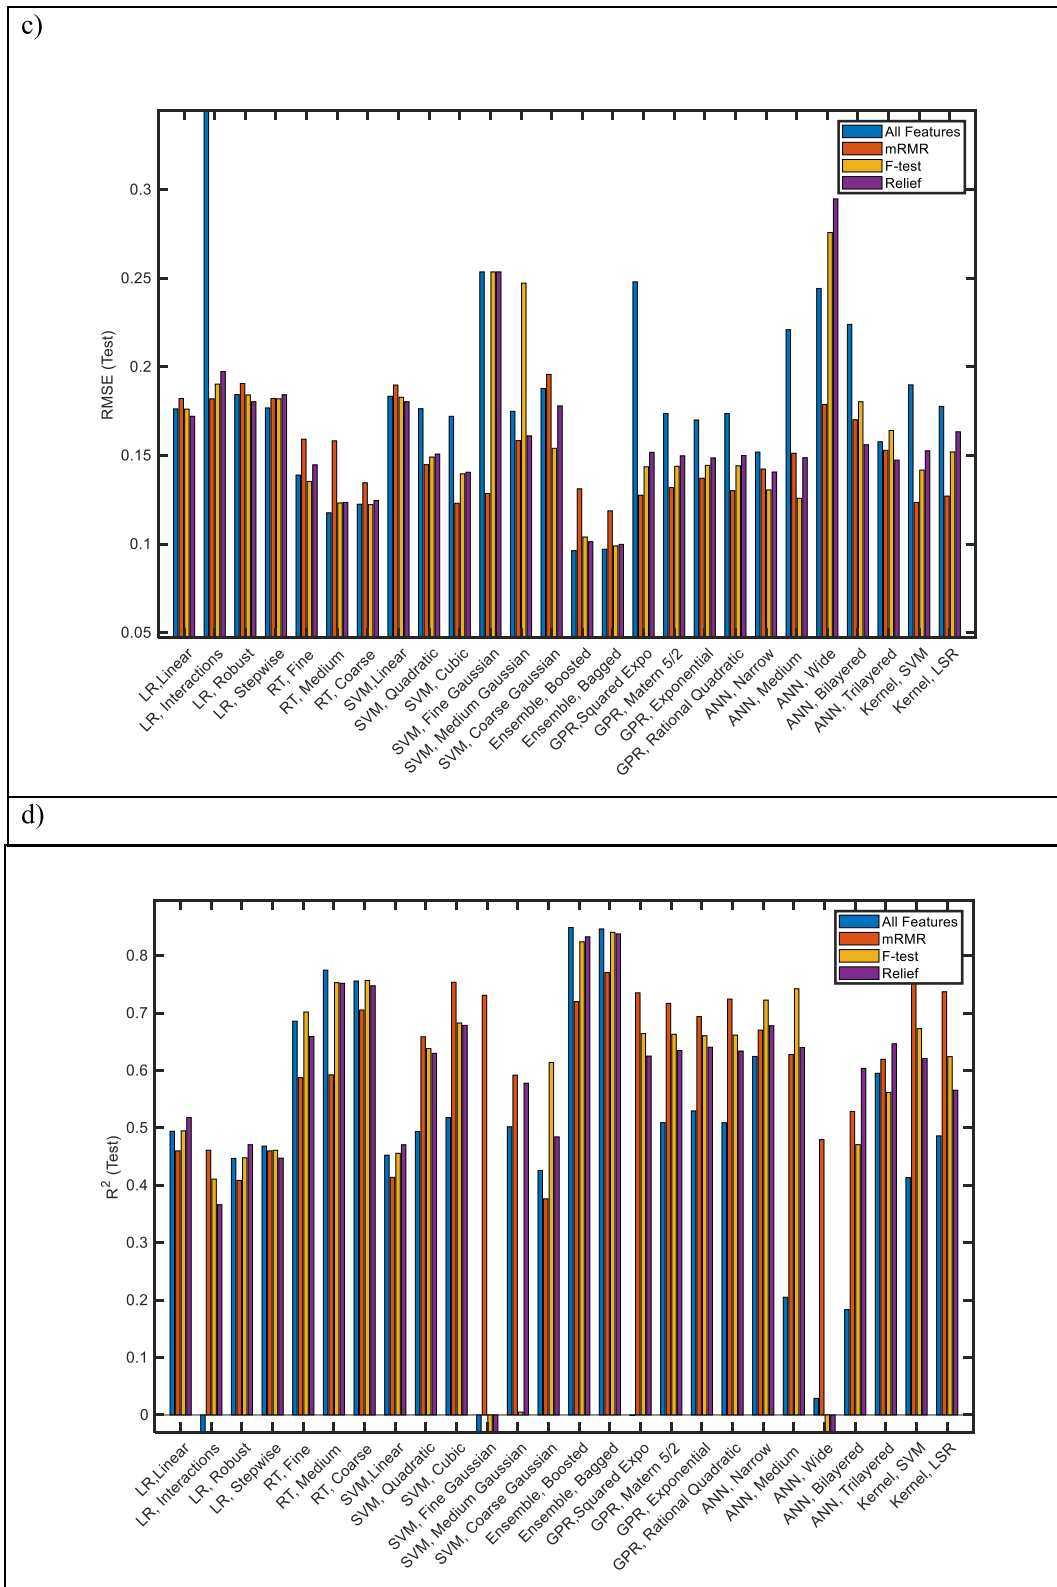 c)
All Features
mRMR
F-test
Relief
0.3
0.25
0.2
0.15
0.1
0.05
RMSE (Test)
LR,Linear
LR, Interactions
LR, Robust
LR, Stepwise
RT, Fine
RT, Medium
RT, Coarse
SVM,Linear
SVM, Quadratic
SVM, Cubic
SVM, Fine Gaussian
SVM, Medium Gaussian
SVM, Coarse Gaussian
Ensemble, Boosted
Ensemble, Bagged
GPR,Squared Expo
GPR, Matern 5/2
GPR, Exponential
GPR, Rational Quadratic
ANN, Narrow
ANN, Medium
ANN, Wide
ANN, Bilayered
ANN, Trilayered
Kernel, SVM
Kernel, LSR
d)
All Features
mRMR
F-test
Relief
0.8
0.7
0.6
0.5
0.4
0.3
0.2
0.1
0
R² (Test)
LR,Linear
LR, Interactions
LR, Robust
LR, Stepwise
RT, Fine
RT, Medium
RT, Coarse
SVM,Linear
SVM, Quadratic
SVM, Cubic
SVM, Fine Gaussian
SVM, Medium Gaussian
SVM, Coarse Gaussian
Ensemble, Boosted
Ensemble, Bagged
GPR,Squared Expo
GPR, Matern 5/2
GPR, Exponential
GPR, Rational Quadratic
ANN, Narrow
ANN, Medium
ANN, Wide
ANN, Bilayered
ANN, Trilayered
Kernel, SVM
Kernel, LSR